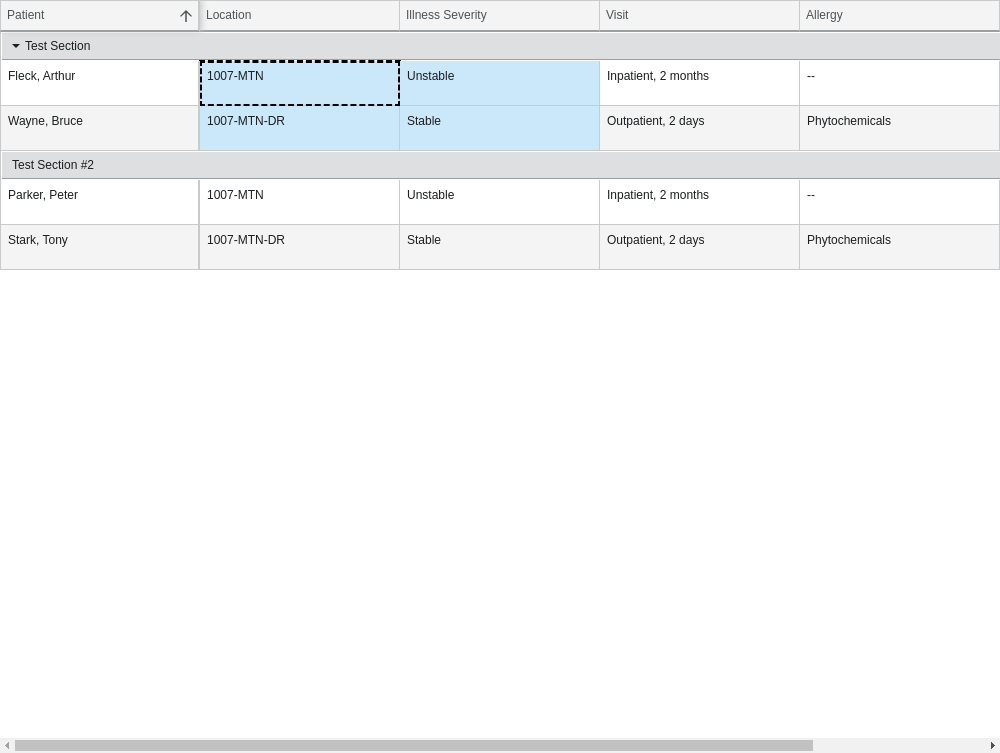 Patient Location Illness Severity Visit Allergy
Test Section
Fleck, Arthur 1007-MTN Unstable Inpatient, 2 months --
Wayne, Bruce 1007-MTN-DR Stable Outpatient, 2 days Phytochemicals
Test Section #2
Parker, Peter 1007-MTN Unstable Inpatient, 2 months --
Stark, Tony 1007-MTN-DR Stable Outpatient, 2 days Phytochemicals